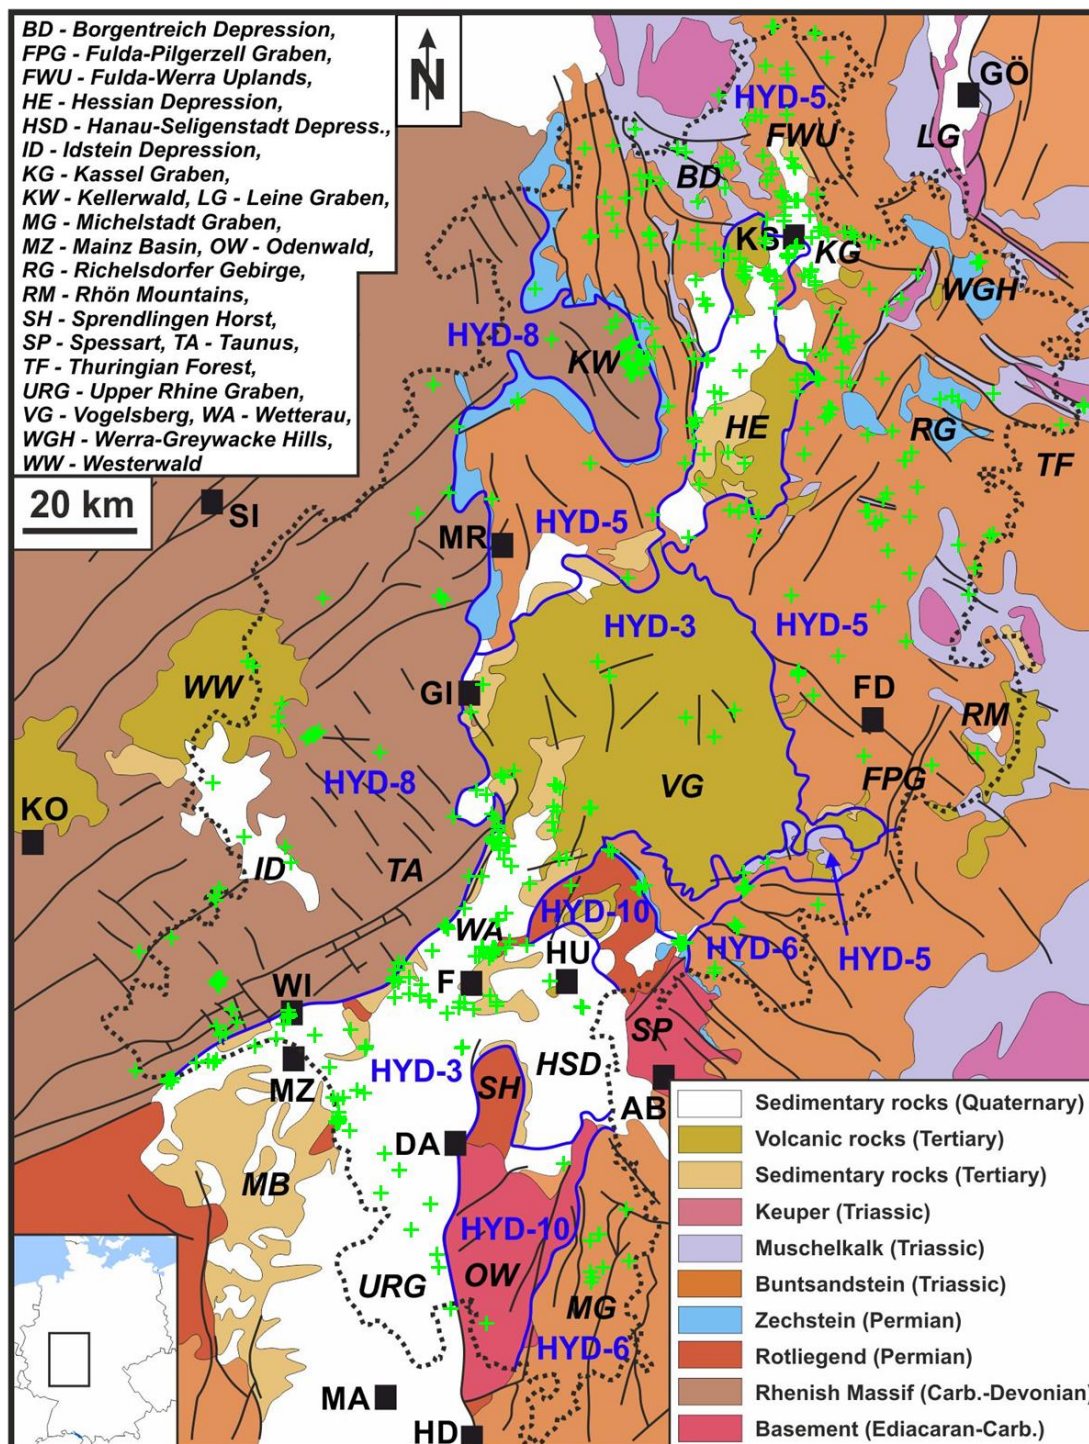 BD - Borgentreich Depression,
FPG - Fulda-Pilgerzell Graben,
FWU - Fulda-Werra Uplands,
HE - Hessian Depression,
HSD - Hanau-Seligenstadt Depress.,
ID - Idstein Depression,
KG - Kassel Graben,
KW - Kellerwald, LG - Leine Graben,
MG - Michelstadt Graben,
MZ - Mainz Basin, OW - Odenwald,
RG - Richelsdorfer Gebirge,
RM - Rhön Mountains,
SH - Sprendlingen Horst,
SP - Spessart, TA - Taunus,
TF - Thuringian Forest,
URG - Upper Rhine Graben,
VG - Vogelsberg, WA - Wetterau,
WGH - Werra-Greywacke Hills,
WW - Westerwald
20 km
N
GÖ
HYD-5
FWU
LG
BD
KS
KG
WGH
HYD-8
KW
HE
RG
TF
SI
HYD-5
MR
HYD-3
HYD-5
WW
GI
FD
RM
HYD-8
VG
FPG
KO
ID
TA
HYD-10
WA
HYD-6
HYD-5
HU
F
WI
SP
HSD
HYD-3
MZ
SH
AB
DA
MB
HYD-10
OW
URG
MG
HYD-6
MA
HD
Sedimentary rocks (Quaternary)
Volcanic rocks (Tertiary)
Sedimentary rocks (Tertiary)
Keuper (Triassic)
Muschelkalk (Triassic)
Buntsandstein (Triassic)
Zechstein (Permian)
Rotliegend (Permian)
Rhenish Massif (Carb.-Devonian)
Basement (Ediacaran-Carb.)